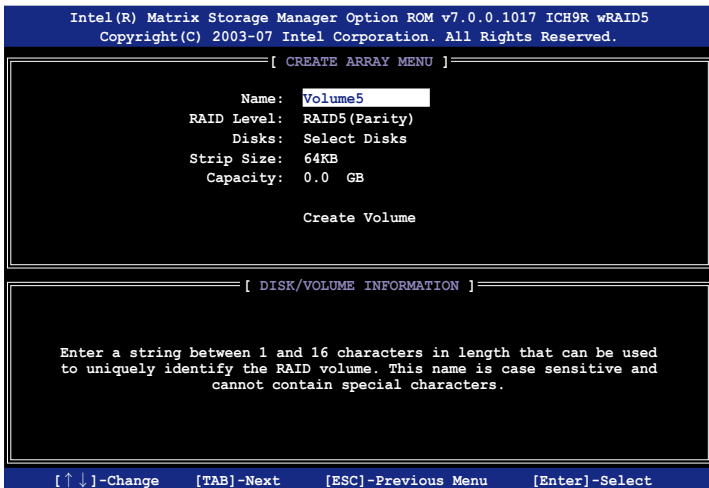 Intel(R) Matrix Storage Manager Option ROM v7.0.0.1017 ICH9R wRAID5
Copyright(C) 2003-07 Intel Corporation. All Rights Reserved.
[ CREATE ARRAY MENU ]
Name: Volume5
RAID Level: RAID5(Parity)
Disks: Select Disks
Strip Size: 64KB
Capacity: 0.0 GB
Create Volume
[ DISK/VOLUME INFORMATION ]
Enter a string between 1 and 16 characters in length that can be used
to uniquely identify the RAID volume. This name is case sensitive and
cannot contain special characters.
[↑↓]-Change [TAB]-Next [ESC]-Previous Menu [Enter]-Select